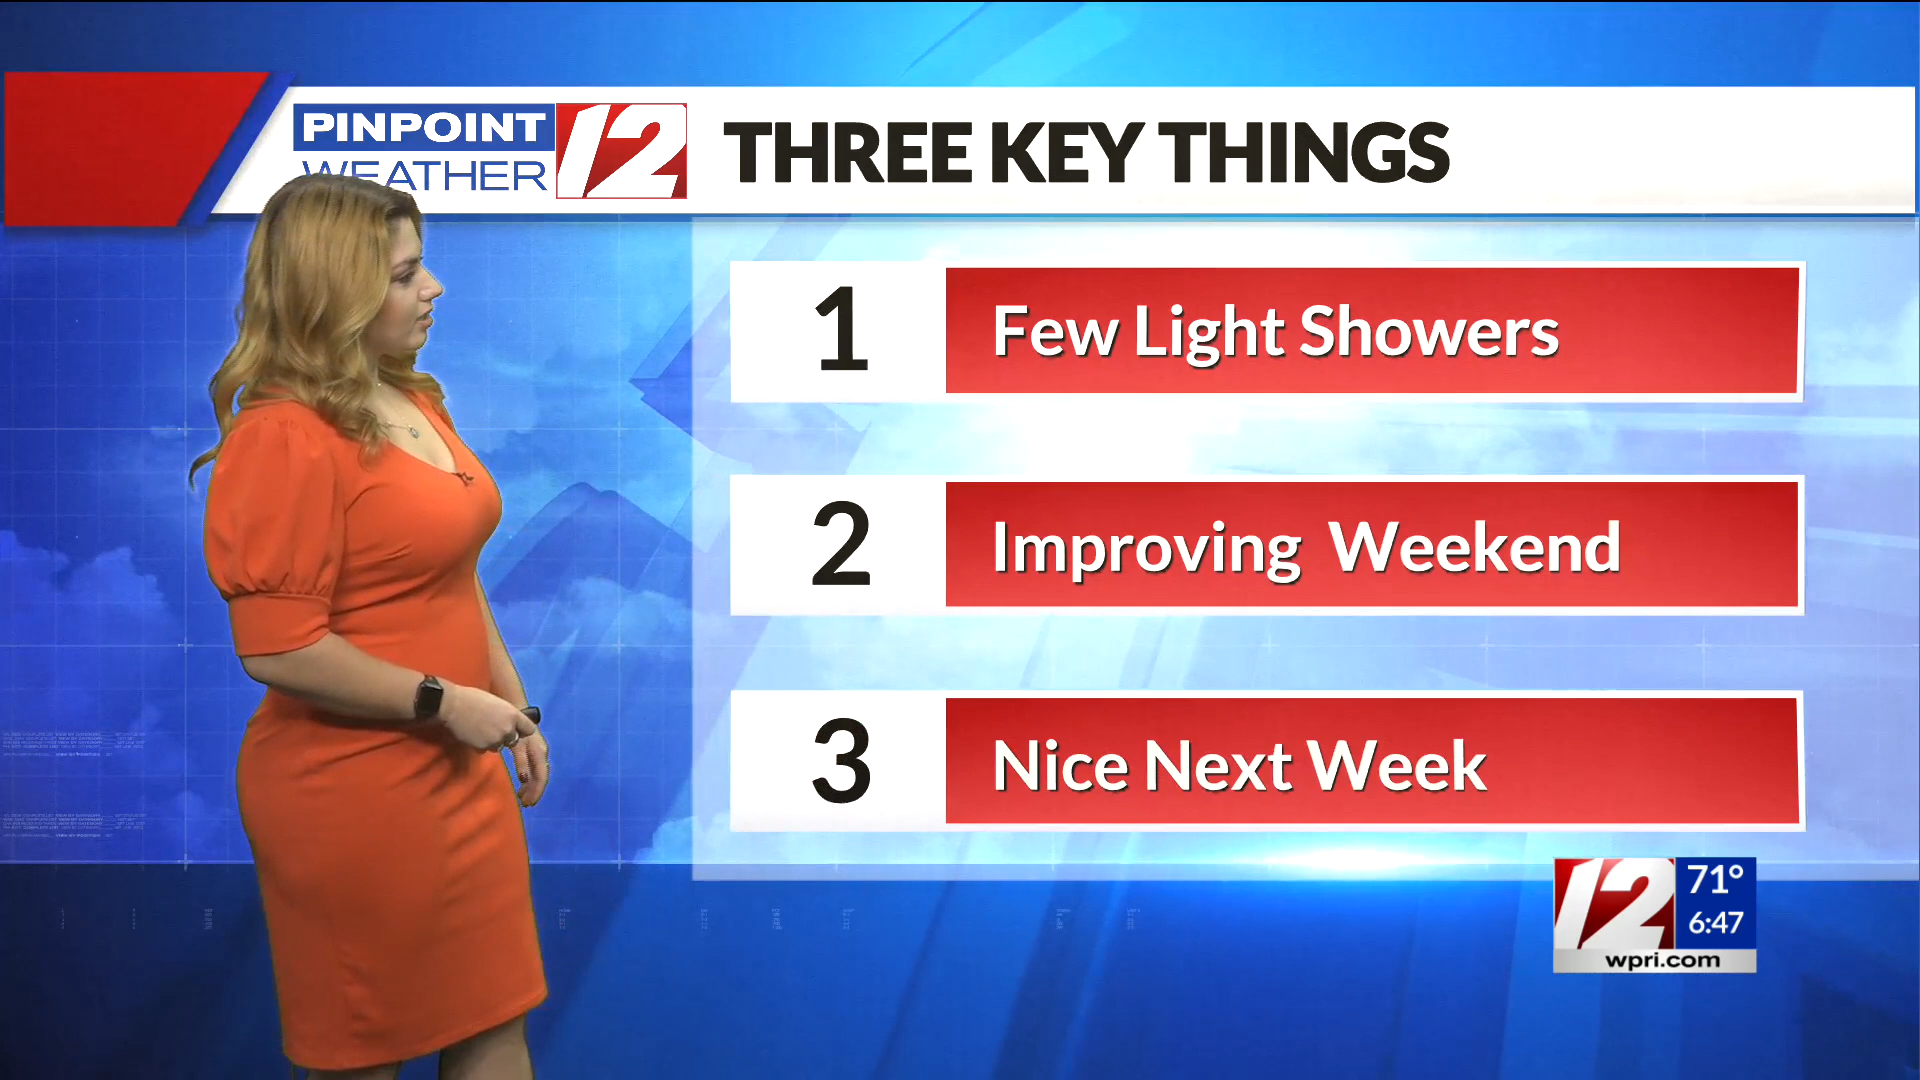 PINPOINT
WEATHER
12
THREE KEY THINGS
1
Few Light Showers
2
Improving Weekend
3
Nice Next Week
12
71°
6:47
wpri.com